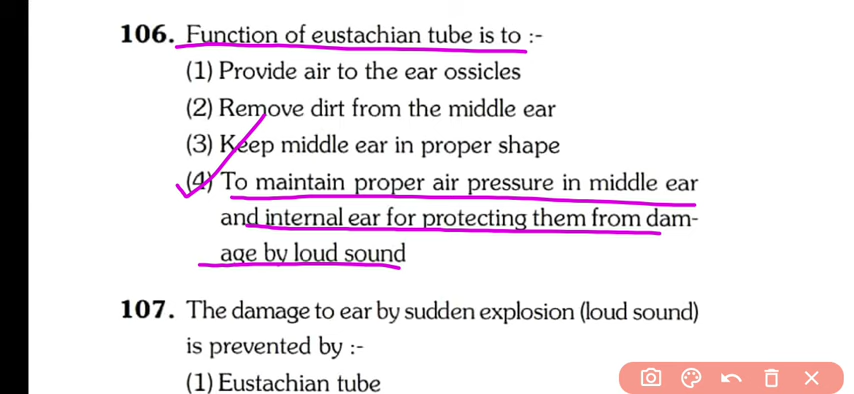 106. Function of eustachian tube is to :-
(1) Provide air to the ear ossicles
(2) Remove dirt from the middle ear
(3) Keep middle ear in proper shape
(4) To maintain proper air pressure in middle ear
and internal ear for protecting them from dam-
age by loud sound
107. The damage to ear by sudden explosion (loud sound)
is prevented by :-
(1) Eustachian tube